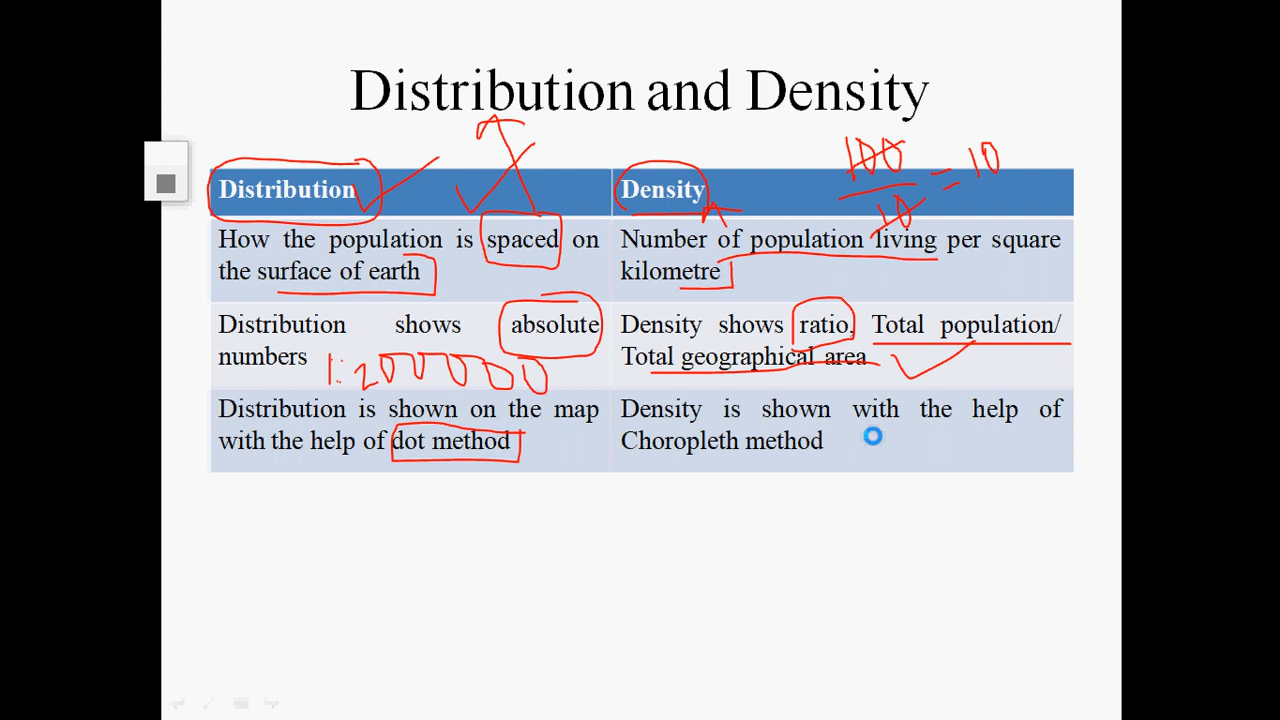 Distribution and Density
100
10
= 10
Distribution
Density
How the population is spaced on
the surface of earth
Number of population living per square
kilometre
Distribution shows absolute
numbers
1:2000000
Density shows ratio, Total population/
Total geographical area
Distribution is shown on the map
with the help of dot method
Density is shown with the help of
Choropleth method